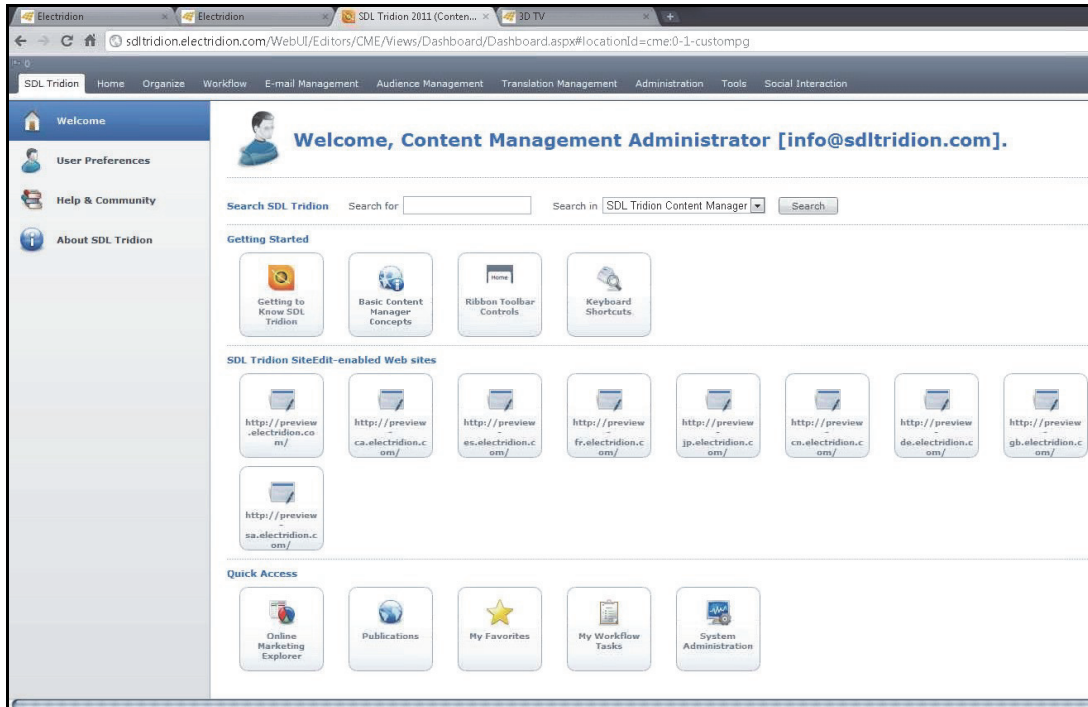 Electridion
Electridion
SDL Tridion 2011 (Conten...
3D TV
sdltridion.electridion.com/WebUI/Editors/CME/Views/Dashboard/Dashboard.aspx#locationId=cme:0-1-custompg
SDL Tridion Home Organize Workflow E-mail Management Audience Management Translation Management Administration Tools Social Interaction
Welcome
User Preferences
Help & Community
About SDL Tridion
Welcome, Content Management Administrator [info@sdltridion.com].
Search SDL Tridion Search for Search in SDL Tridion Content Manager Search
Getting Started
Getting to
Know SDL
Tridion
Basic Content
Manager
Concepts
Home
Ribbon Toolbar
Controls
Keyboard
Shortcuts
SDL Tridion SiteEdit-enabled Web sites
http://preview
.electridion.co
m/
http://preview
-
ca.electridion.c
om/
http://preview
-
es.electridion.c
om/
http://preview
-
fr.electridion.c
om/
http://preview
-
jp.electridion.c
om/
http://preview
-
cn.electridion.c
om/
http://preview
-
de.electridion.c
om/
http://preview
-
gb.electridion.c
om/
http://preview
-
sa.electridion.c
om/
Quick Access
Online
Marketing
Explorer
Publications
My Favorites
My Workflow
Tasks
System
Administration